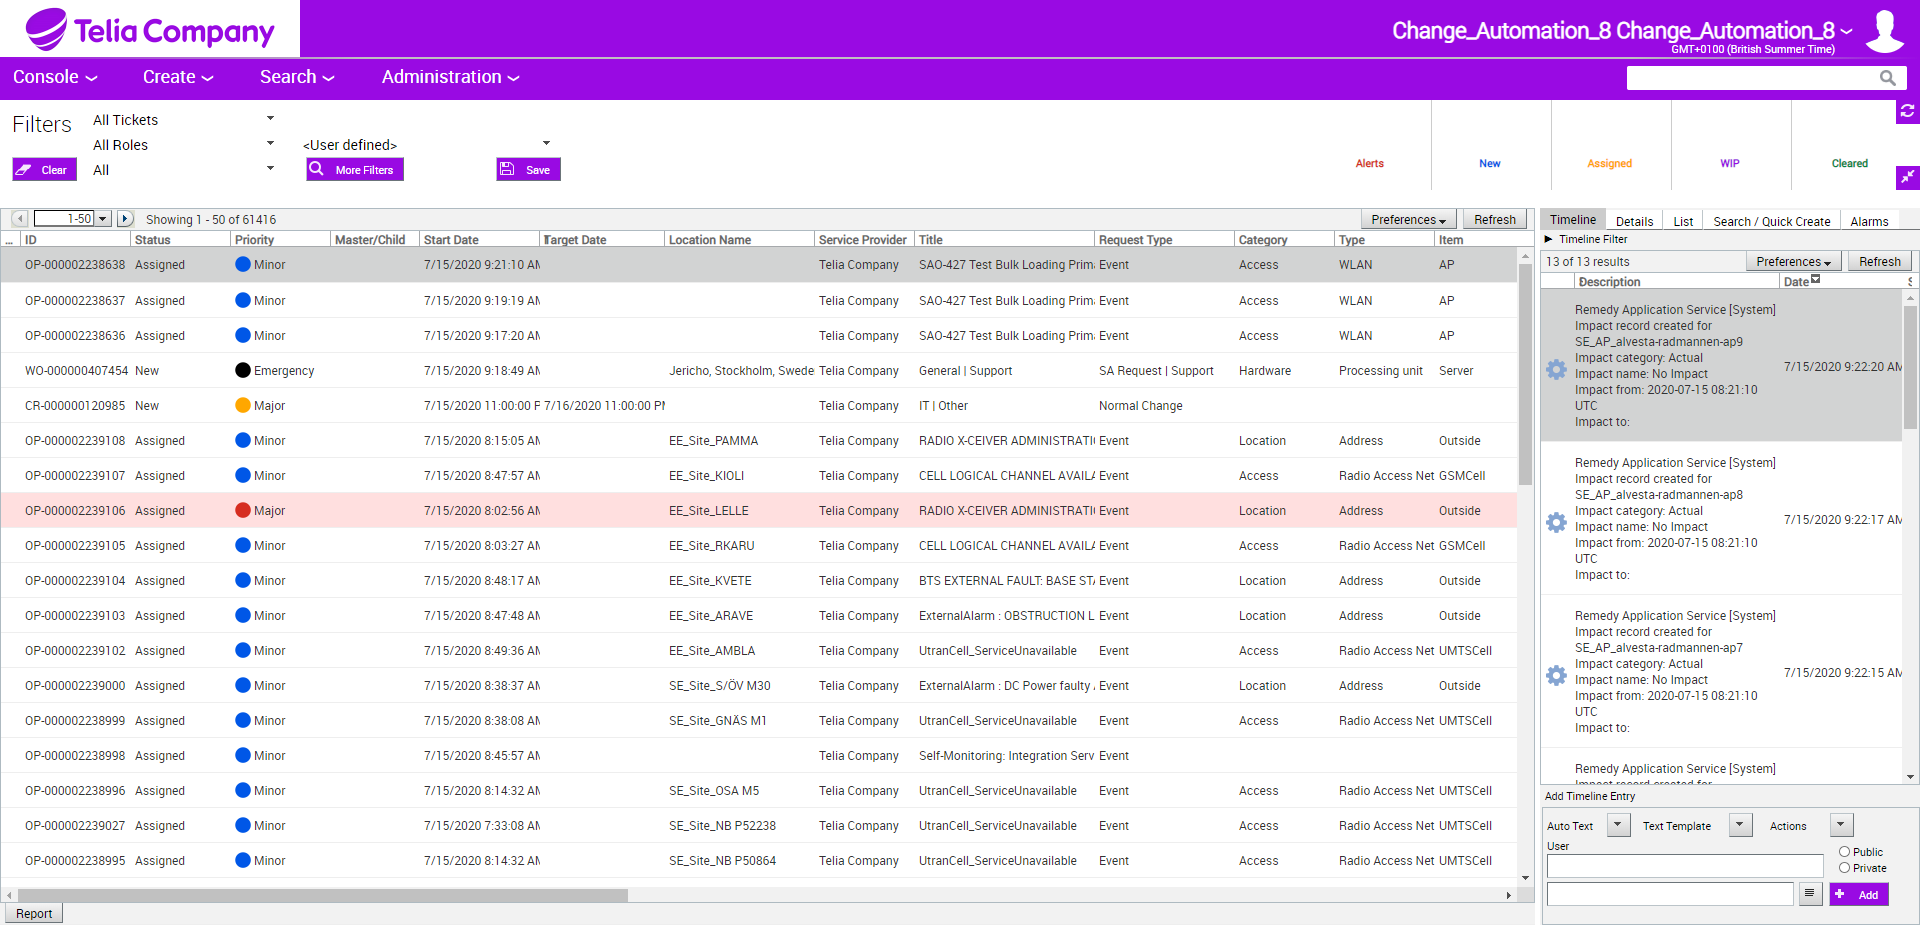 Telia Company
Change_Automation_8 Change_Automation_8
GMT+0100 (British Summer Time)
Console Create Search Administration
Filters
All Tickets
All Roles
<User defined>
All
Clear
More Filters
Save
Alerts New Assigned WIP Cleared
1-50
Showing 1 - 50 of 61416
Preferences Refresh
... ID Status Priority Master/Child Start Date Target Date Location Name Service Provider Title Request Type Category Type Item
OP-000002238638 Assigned Minor 7/15/2020 9:21:10 AM Telia Company SAO-427 Test Bulk Loading Prim Event Access WLAN AP
OP-000002238637 Assigned Minor 7/15/2020 9:19:19 AM Telia Company SAO-427 Test Bulk Loading Prim Event Access WLAN AP
OP-000002238636 Assigned Minor 7/15/2020 9:17:20 AM Telia Company SAO-427 Test Bulk Loading Prim Event Access WLAN AP
WO-000000407454 New Emergency 7/15/2020 9:18:49 AM Jericho, Stockholm, Swede Telia Company General | Support SA Request | Support Hardware Processing unit Server
CR-000000120985 New Major 7/15/2020 11:00:00 P 7/16/2020 11:00:00 PM Telia Company IT | Other Normal Change
OP-000002239108 Assigned Minor 7/15/2020 8:15:05 AM EE_Site_PAMMA Telia Company RADIO X-CEIVER ADMINISTRATI Event Location Address Outside
OP-000002239107 Assigned Minor 7/15/2020 8:47:57 AM EE_Site_KIOLI Telia Company CELL LOGICAL CHANNEL AVAILA Event Access Radio Access Net GSMCell
OP-000002239106 Assigned Major 7/15/2020 8:02:56 AM EE_Site_LELLE Telia Company RADIO X-CEIVER ADMINISTRATI Event Location Address Outside
OP-000002239105 Assigned Minor 7/15/2020 8:03:27 AM EE_Site_RKARU Telia Company CELL LOGICAL CHANNEL AVAILA Event Access Radio Access Net GSMCell
OP-000002239104 Assigned Minor 7/15/2020 8:48:17 AM EE_Site_KVETE Telia Company BTS EXTERNAL FAULT: BASE STA Event Location Address Outside
OP-000002239103 Assigned Minor 7/15/2020 8:47:48 AM EE_Site_ARAVE Telia Company ExternalAlarm : OBSTRUCTION L Event Location Address Outside
OP-000002239102 Assigned Minor 7/15/2020 8:49:36 AM EE_Site_AMBLA Telia Company UtranCell_ServiceUnavailable Event Access Radio Access Net UMTSCell
OP-000002239000 Assigned Minor 7/15/2020 8:38:37 AM SE_Site_S/ÖV M30 Telia Company ExternalAlarm : DC Power faulty Event Location Address Outside
OP-000002238999 Assigned Minor 7/15/2020 8:38:08 AM SE_Site_GNÄS M1 Telia Company UtranCell_ServiceUnavailable Event Access Radio Access Net UMTSCell
OP-000002238998 Assigned Minor 7/15/2020 8:45:57 AM Telia Company Self-Monitoring: Integration Serv Event
OP-000002238996 Assigned Minor 7/15/2020 8:14:32 AM SE_Site_OSA M5 Telia Company UtranCell_ServiceUnavailable Event Access Radio Access Net UMTSCell
OP-000002239027 Assigned Minor 7/15/2020 7:33:08 AM SE_Site_NB P52238 Telia Company UtranCell_ServiceUnavailable Event Access Radio Access Net UMTSCell
OP-000002238995 Assigned Minor 7/15/2020 8:14:32 AM SE_Site_NB P50864 Telia Company UtranCell_ServiceUnavailable Event Access Radio Access Net UMTSCell
Report
Timeline Details List Search / Quick Create Alarms
Timeline Filter
13 of 13 results Preferences Refresh
Description Date S
Remedy Application Service [System]
Impact record created for
SE_AP_alvesta-radmannen-ap9
Impact category: Actual
Impact name: No Impact
Impact from: 2020-07-15 08:21:10
UTC
Impact to:
7/15/2020 9:22:20 AM
Remedy Application Service [System]
Impact record created for
SE_AP_alvesta-radmannen-ap8
Impact category: Actual
Impact name: No Impact
Impact from: 2020-07-15 08:21:10
UTC
Impact to:
7/15/2020 9:22:17 AM
Remedy Application Service [System]
Impact record created for
SE_AP_alvesta-radmannen-ap7
Impact category: Actual
Impact name: No Impact
Impact from: 2020-07-15 08:21:10
UTC
Impact to:
7/15/2020 9:22:15 AM
Remedy Application Service [System]
Impact record created for
Add Timeline Entry
Auto Text Text Template Actions
User
Public
Private
Add